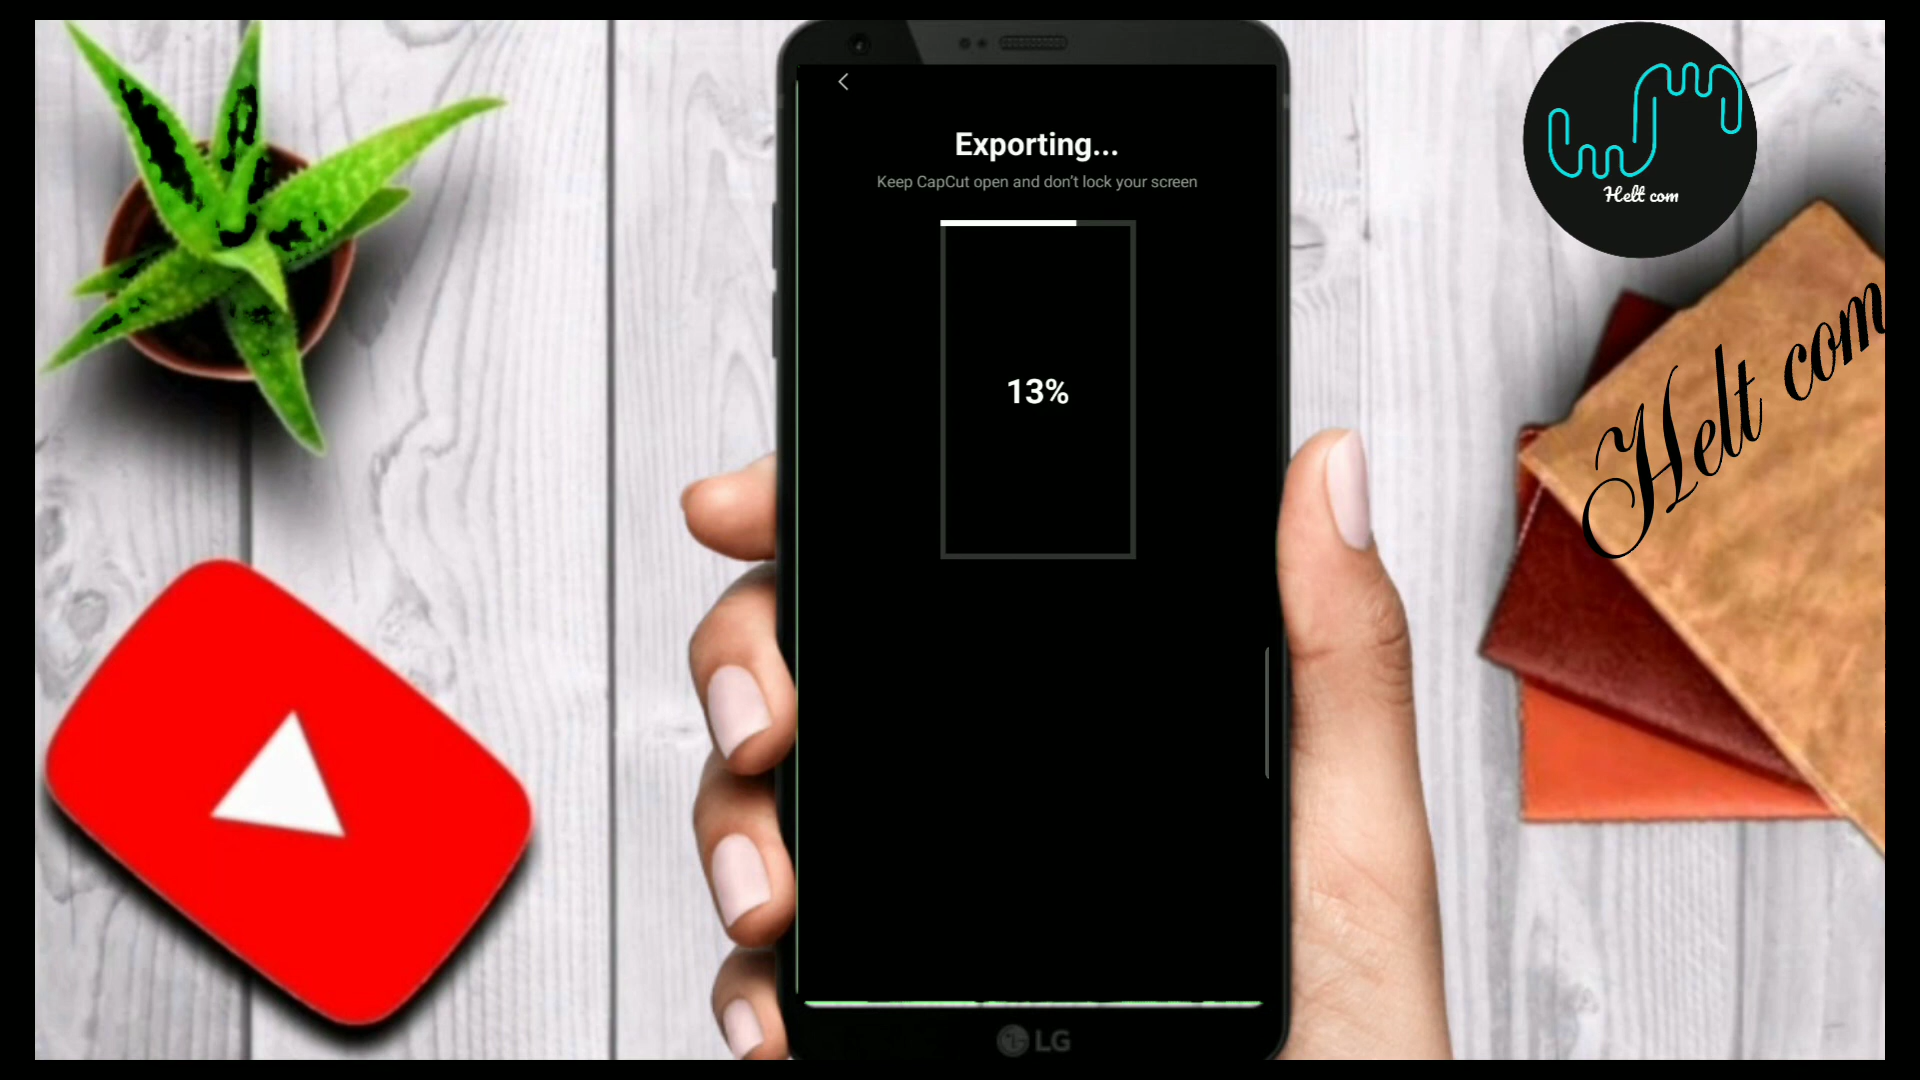 Exporting...
Keep CapCut open and don't lock your screen
13%
LG
Helt com
Helt com